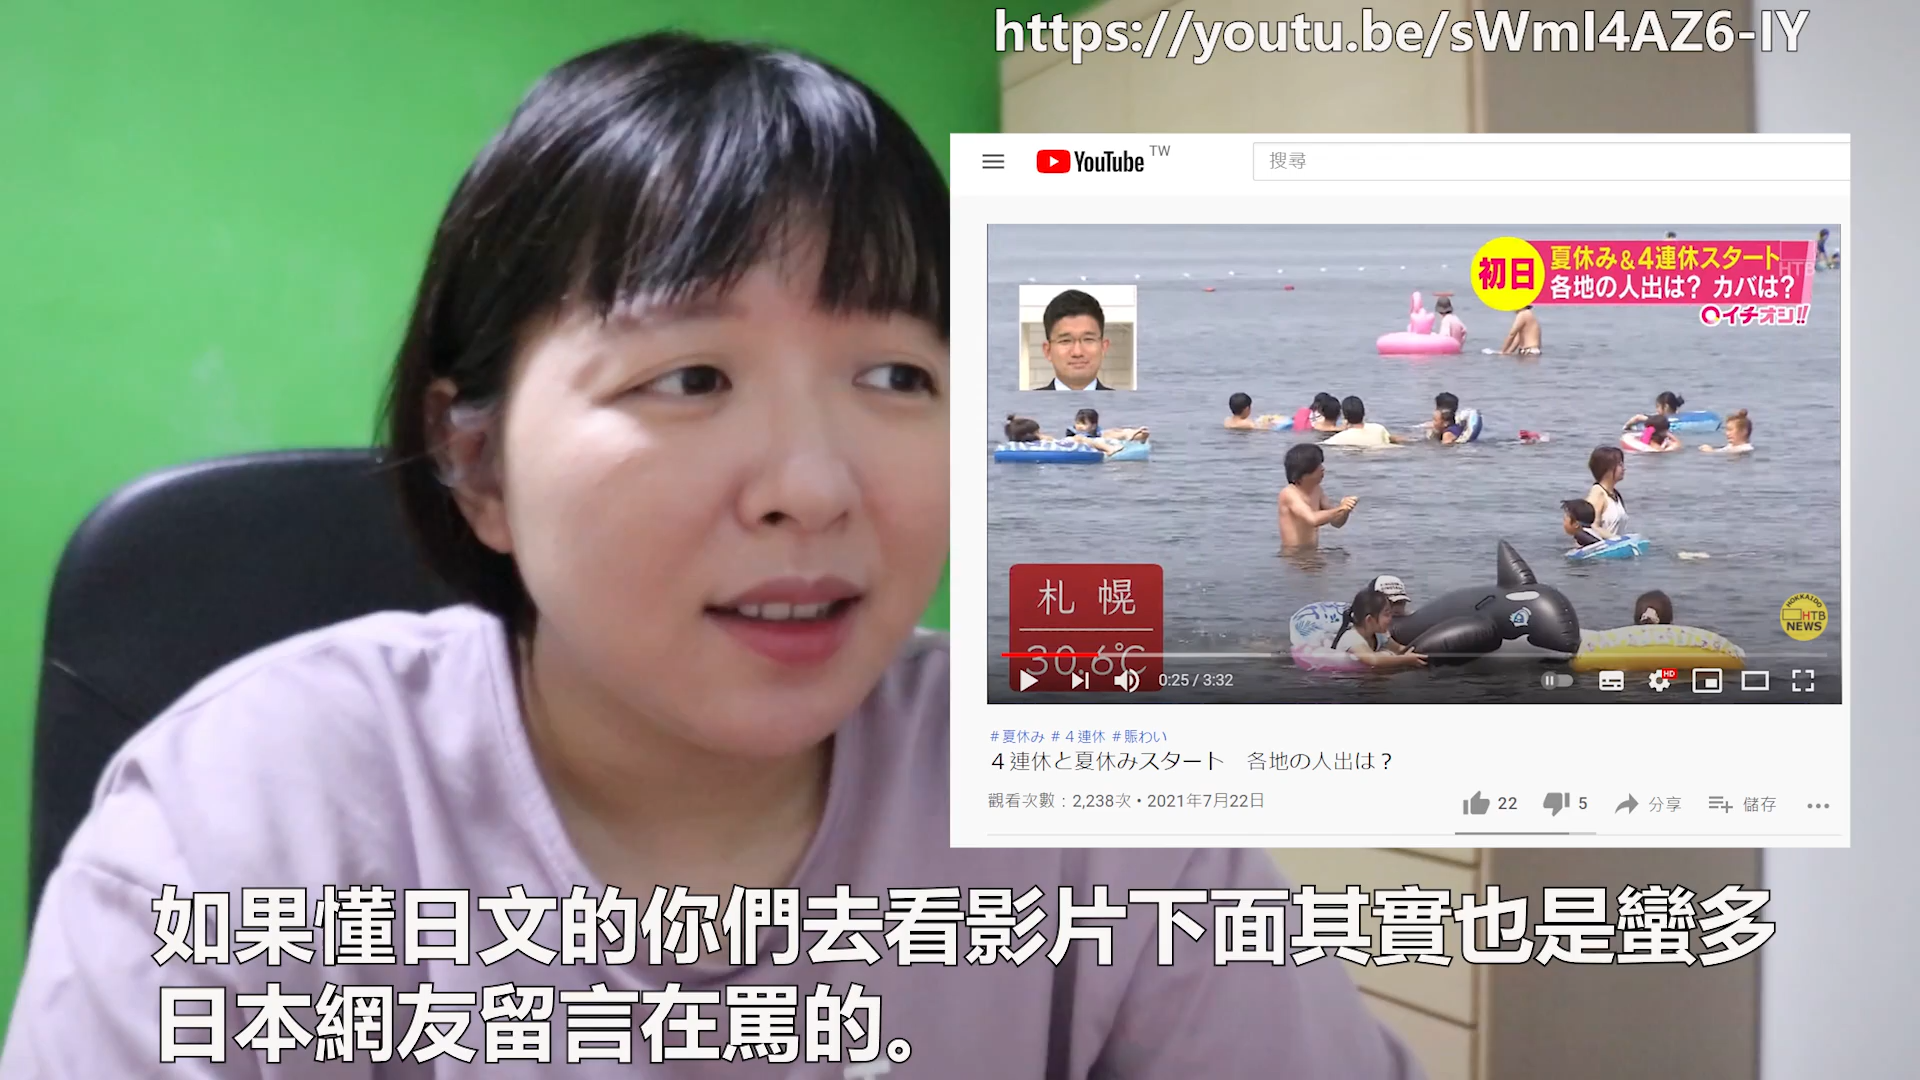 https://youtu.be/sWmI4AZ6-lY
YouTube TW
搜尋
初日
夏休み&4連休スタート
各地の人出は? カバは?
HTB
イチオシ!!
札幌
30.6℃
HOKKAIDO
HTB
NEWS
0:25 / 3:32
HD
#夏休み #４連休 #賑わい
４連休と夏休みスタート　各地の人出は？
觀看次數：2,238次 • 2021年7月22日
22
5
分享
儲存
如果懂日文的你們去看影片下面其實也是蠻多
日本網友留言在罵的。